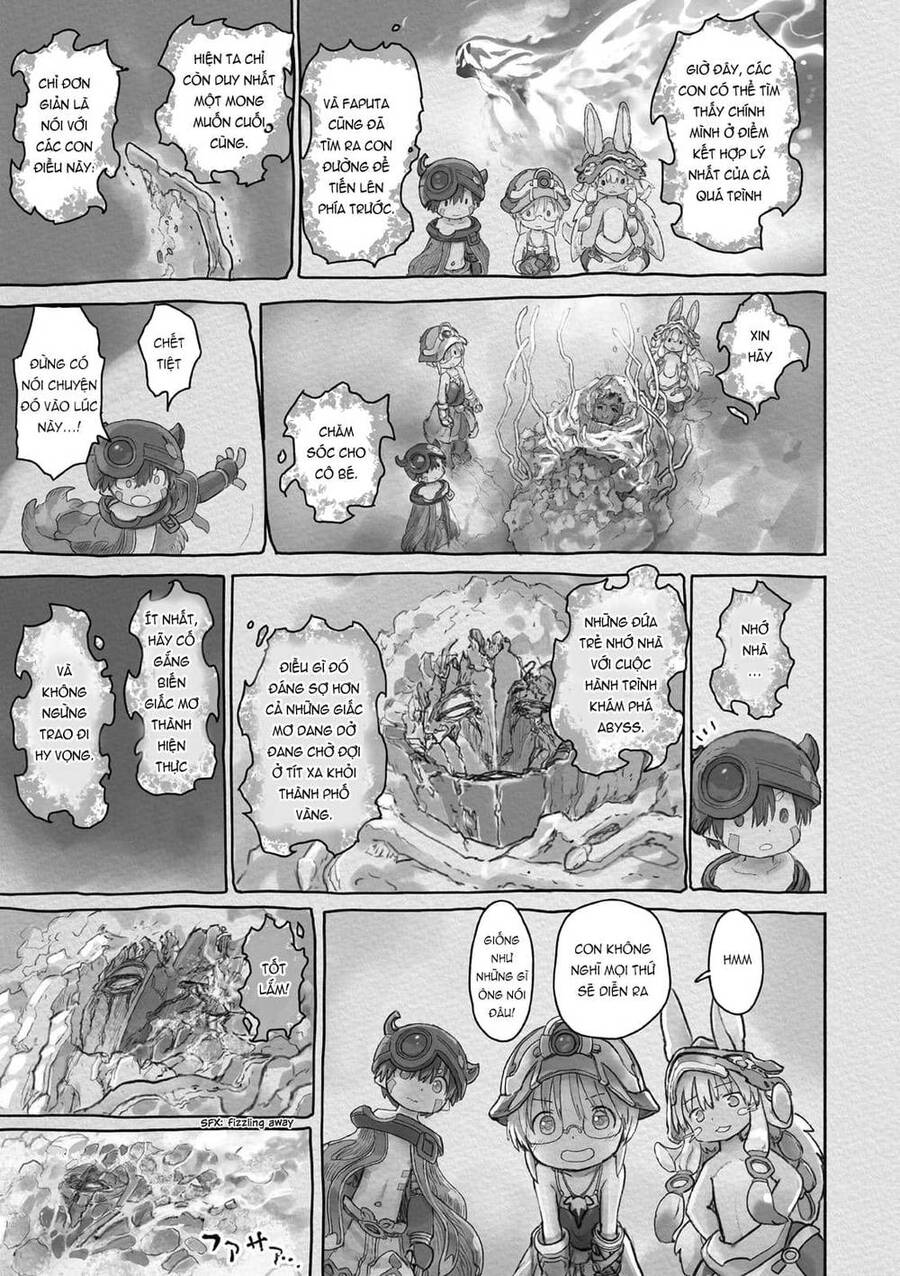 GIỜ ĐÂY, CÁC
CON CÓ THỂ TÌM
THẤY CHÍNH
MÌNH Ở ĐIỂM
KẾT HỢP LÝ
NHẤT CỦA CẢ
QUÁ TRÌNH
VÀ FAPUTA
CŨNG ĐÃ
TÌM RA CON
ĐƯỜNG ĐỂ
TIẾN LÊN
PHÍA TRƯỚC.
HIỆN TA CHỈ
CÒN DUY NHẤT
MỘT MONG
MUỐN CUỐI
CÙNG.
CHỈ ĐƠN
GIẢN LÀ
NÓI VỚI
CÁC CON
ĐIỀU NÀY:
XIN
HÃY
CHĂM
SÓC CHO
CÔ BÉ.
CHẾT
TIỆT
ĐỪNG CÓ
NÓI CHUYỆN
ĐÓ VÀO LÚC
NÀY...!
NHỚ
NHÀ
...
NHỮNG ĐỨA
TRẺ NHỚ NHÀ
VỚI CUỘC
HÀNH TRÌNH
KHÁM PHÁ
ABYSS.
ĐIỀU GÌ ĐÓ
ĐÁNG SỢ HƠN
CẢ NHỮNG GIẤC
MƠ DANG DỞ
ĐANG CHỜ ĐỢI
Ở TÍT XA KHỎI
THÀNH PHỐ
VÀNG.
ÍT NHẤT,
HÃY CỐ
GẮNG BIẾN
GIẤC MƠ
THÀNH
HIỆN
THỰC
VÀ
KHÔNG
NGỪNG
TRAO ĐI
HY VỌNG.
HMM
CON KHÔNG
NGHĨ MỌI THỨ
SẼ DIỄN RA
GIỐNG
NHƯ
NHỮNG GÌ
ÔNG NÓI
ĐÂU!
TỐT
LẮM!
SFX: fizzling away
ファサァ...